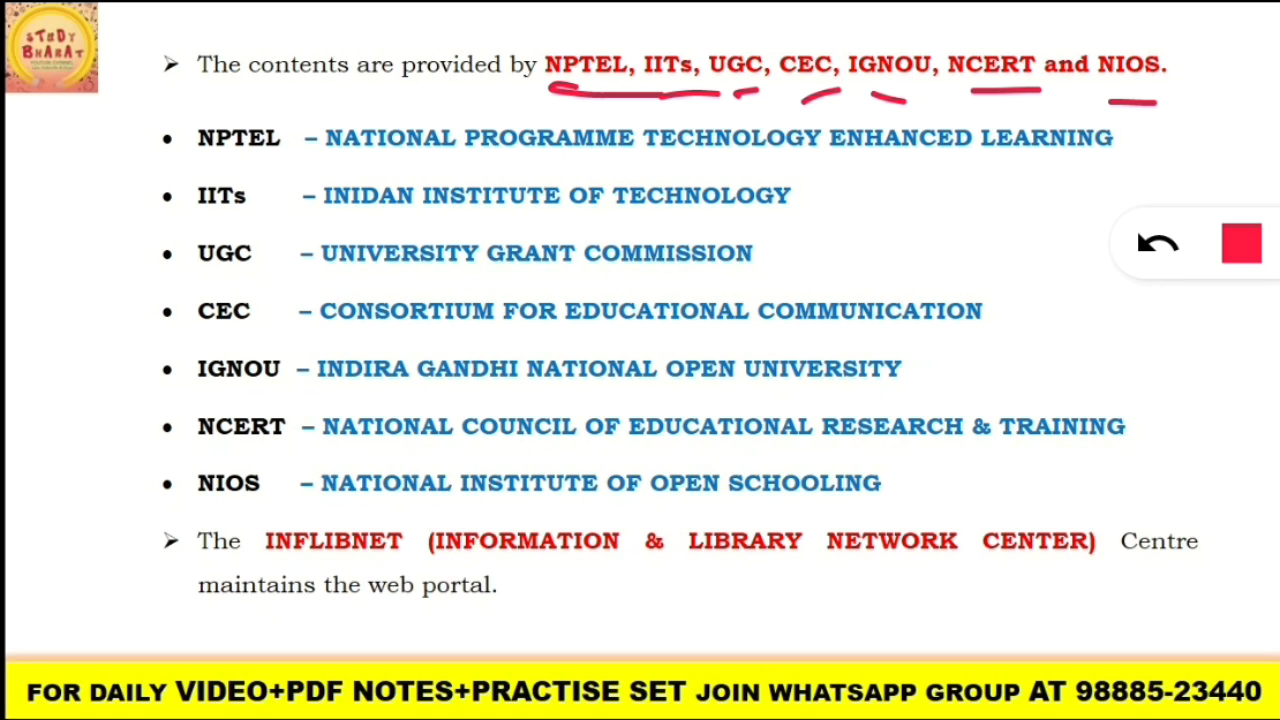 STUDY
BHARAT
➢ The contents are provided by NPTEL, IITs, UGC, CEC, IGNOU, NCERT and NIOS.
• NPTEL – NATIONAL PROGRAMME TECHNOLOGY ENHANCED LEARNING
• IITs – INIDAN INSTITUTE OF TECHNOLOGY
• UGC – UNIVERSITY GRANT COMMISSION
• CEC – CONSORTIUM FOR EDUCATIONAL COMMUNICATION
• IGNOU – INDIRA GANDHI NATIONAL OPEN UNIVERSITY
• NCERT – NATIONAL COUNCIL OF EDUCATIONAL RESEARCH & TRAINING
• NIOS – NATIONAL INSTITUTE OF OPEN SCHOOLING
➢ The INFLIBNET (INFORMATION & LIBRARY NETWORK CENTER) Centre
maintains the web portal.
FOR DAILY VIDEO+PDF NOTES+PRACTISE SET JOIN WHATSAPP GROUP AT 98885-23440